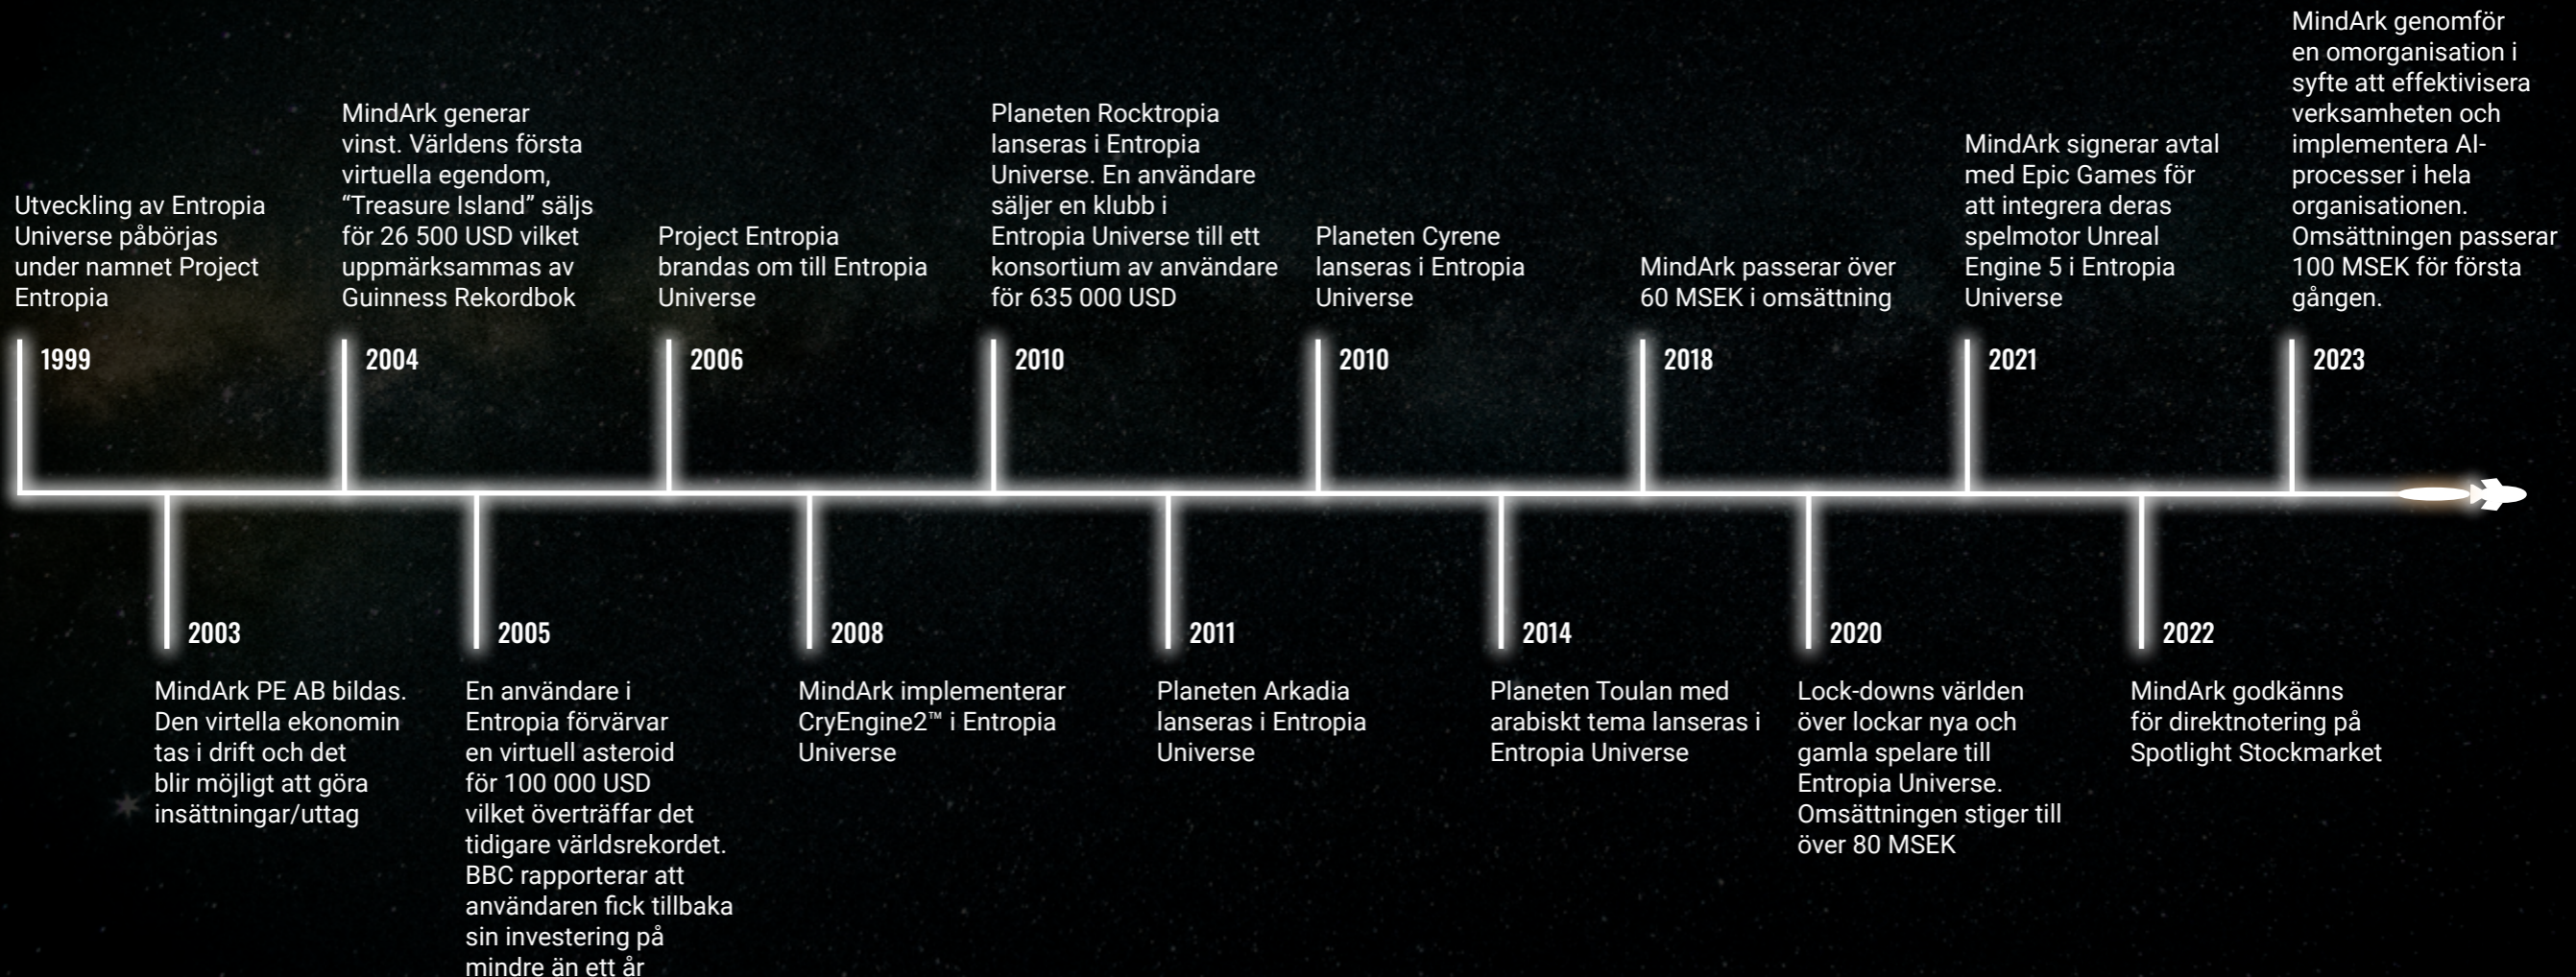 Utveckling av Entropia
Universe påbörjas
under namnet Project
Entropia
1999
2003
MindArk PE AB bildas.
Den virtella ekonomin
tas i drift och det
blir möjligt att göra
insättningar/uttag
MindArk generar
vinst. Världens första
virtuella egendom,
“Treasure Island” säljs
för 26 500 USD vilket
uppmärksammas av
Guinness Rekordbok
2004
2005
En användare i
Entropia förvärvar
en virtuell asteroid
för 100 000 USD
vilket överträffar det
tidigare världsrekordet.
BBC rapporterar att
användaren fick tillbaka
sin investering på
mindre än ett år
Project Entropia
brandas om till Entropia
Universe
2006
2008
MindArk implementerar
CryEngine2™ i Entropia
Universe
Planeten Rocktropia
lanseras i Entropia
Universe. En användare
säljer en klubb i
Entropia Universe till ett
konsortium av användare
för 635 000 USD
2010
2011
Planeten Arkadia
lanseras i Entropia
Universe
Planeten Cyrene
lanseras i Entropia
Universe
2010
2014
Planeten Toulan med
arabiskt tema lanseras i
Entropia Universe
MindArk passerar över
60 MSEK i omsättning
2018
2020
Lock-downs världen
över lockar nya och
gamla spelare till
Entropia Universe.
Omsättningen stiger till
över 80 MSEK
MindArk signerar avtal
med Epic Games för
att integrera deras
spelmotor Unreal
Engine 5 i Entropia
Universe
2021
2022
MindArk godkänns
för direktnotering på
Spotlight Stockmarket
MindArk genomför
en omorganisation i
syfte att effektivisera
verksamheten och
implementera AI-
processer i hela
organisationen.
Omsättningen passerar
100 MSEK för första
gången.
2023